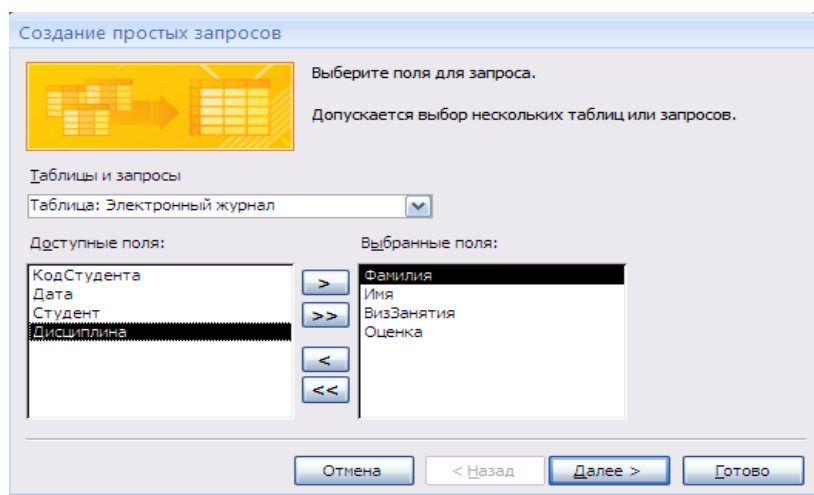 Создание простых запросов
Выберите поля для запроса.
Допускается выбор нескольких таблиц или запросов.
Таблицы и запросы
Таблица: Электронный журнал
Доступные поля:
Выбранные поля:
КодСтудента
Дата
Студент
Дисциплина
>
>>
<
<<
Фамилия
Имя
ВизЗанятия
Оценка
Отмена
< Назад
Далее >
Готово